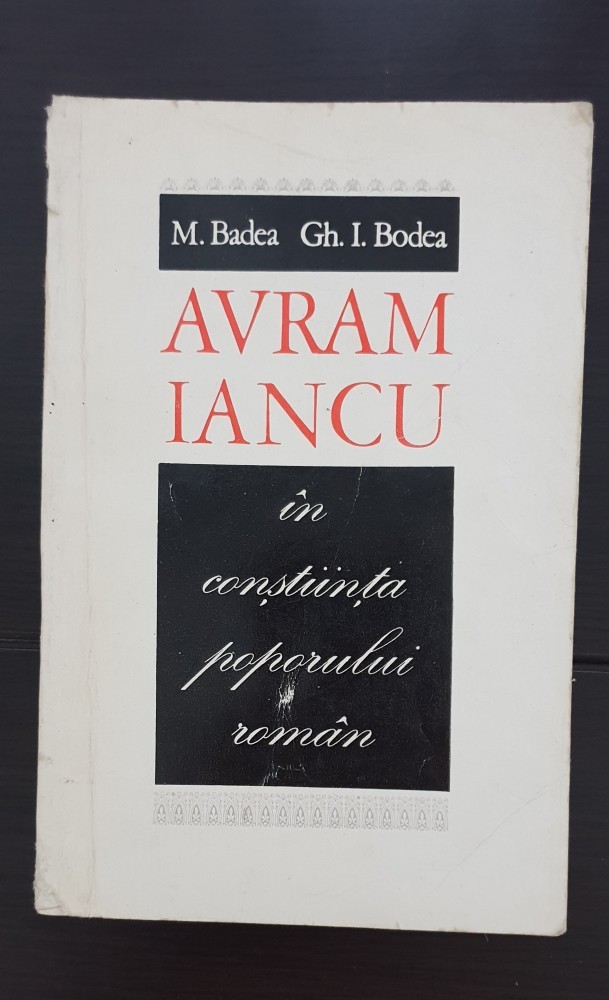 M. Badea Gh. I. Bodea
AVRAM
IANCU
în
conștiința
poporului
român